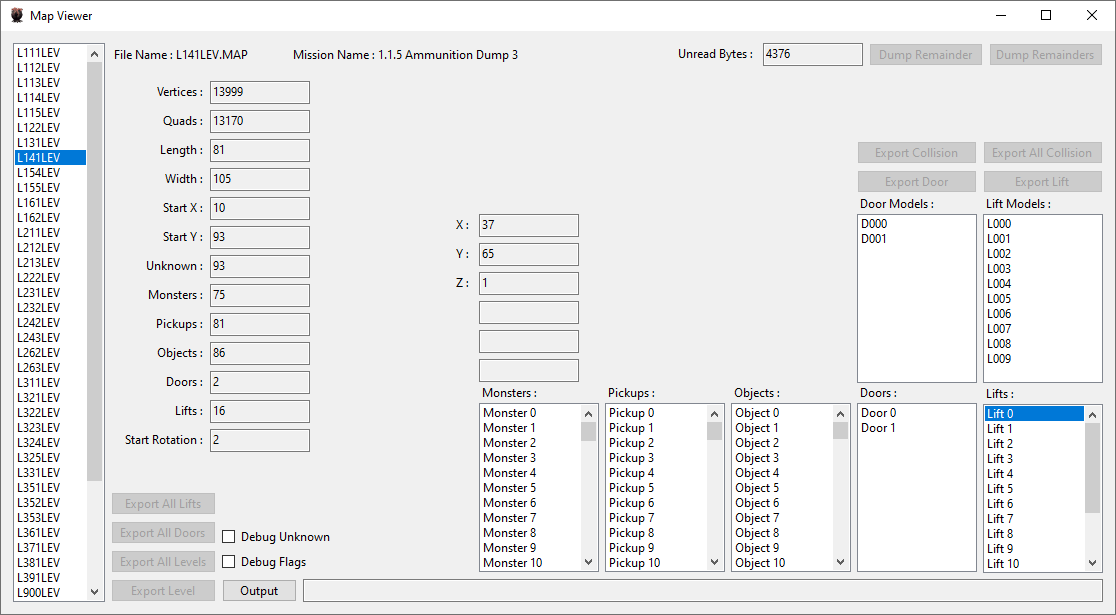 Map Viewer
L111LEV
L112LEV
L113LEV
L114LEV
L115LEV
L122LEV
L131LEV
L141LEV
L154LEV
L155LEV
L161LEV
L162LEV
L211LEV
L212LEV
L213LEV
L222LEV
L231LEV
L232LEV
L242LEV
L243LEV
L262LEV
L263LEV
L311LEV
L321LEV
L322LEV
L323LEV
L324LEV
L325LEV
L331LEV
L351LEV
L352LEV
L353LEV
L361LEV
L371LEV
L381LEV
L391LEV
L900LEV
File Name : L141LEV.MAP
Mission Name : 1.1.5 Ammunition Dump 3
Unread Bytes : 4376
Dump Remainder
Dump Remainders
Vertices : 13999
Quads : 13170
Length : 81
Width : 105
Start X : 10
Start Y : 93
Unknown : 93
Monsters : 75
Pickups : 81
Objects : 86
Doors : 2
Lifts : 16
Start Rotation : 2
X : 37
Y : 65
Z : 1
Export Collision
Export All Collision
Export Door
Export Lift
Door Models :
D000
D001
Lift Models :
L000
L001
L002
L003
L004
L005
L006
L007
L008
L009
Monsters :
Monster 0
Monster 1
Monster 2
Monster 3
Monster 4
Monster 5
Monster 6
Monster 7
Monster 8
Monster 9
Monster 10
Pickups :
Pickup 0
Pickup 1
Pickup 2
Pickup 3
Pickup 4
Pickup 5
Pickup 6
Pickup 7
Pickup 8
Pickup 9
Pickup 10
Objects :
Object 0
Object 1
Object 2
Object 3
Object 4
Object 5
Object 6
Object 7
Object 8
Object 9
Object 10
Doors :
Door 0
Door 1
Lifts :
Lift 0
Lift 1
Lift 2
Lift 3
Lift 4
Lift 5
Lift 6
Lift 7
Lift 8
Lift 9
Lift 10
Export All Lifts
Export All Doors
Debug Unknown
Export All Levels
Debug Flags
Export Level
Output